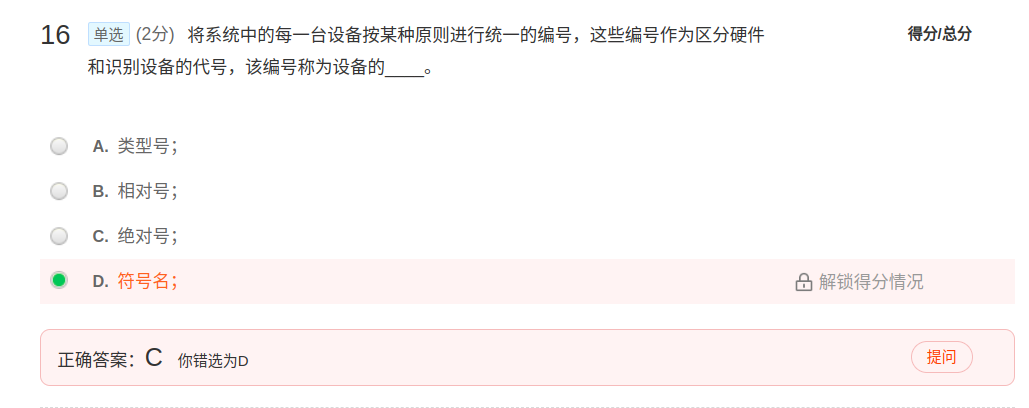 16 单选 (2分) 将系统中的每一台设备按某种原则进行统一的编号，这些编号作为区分硬件 得分/总分
和识别设备的代号，该编号称为设备的____。
A. 类型号；
B. 相对号；
C. 绝对号；
D. 符号名； 解锁得分情况
正确答案：C 你错选为D 提问